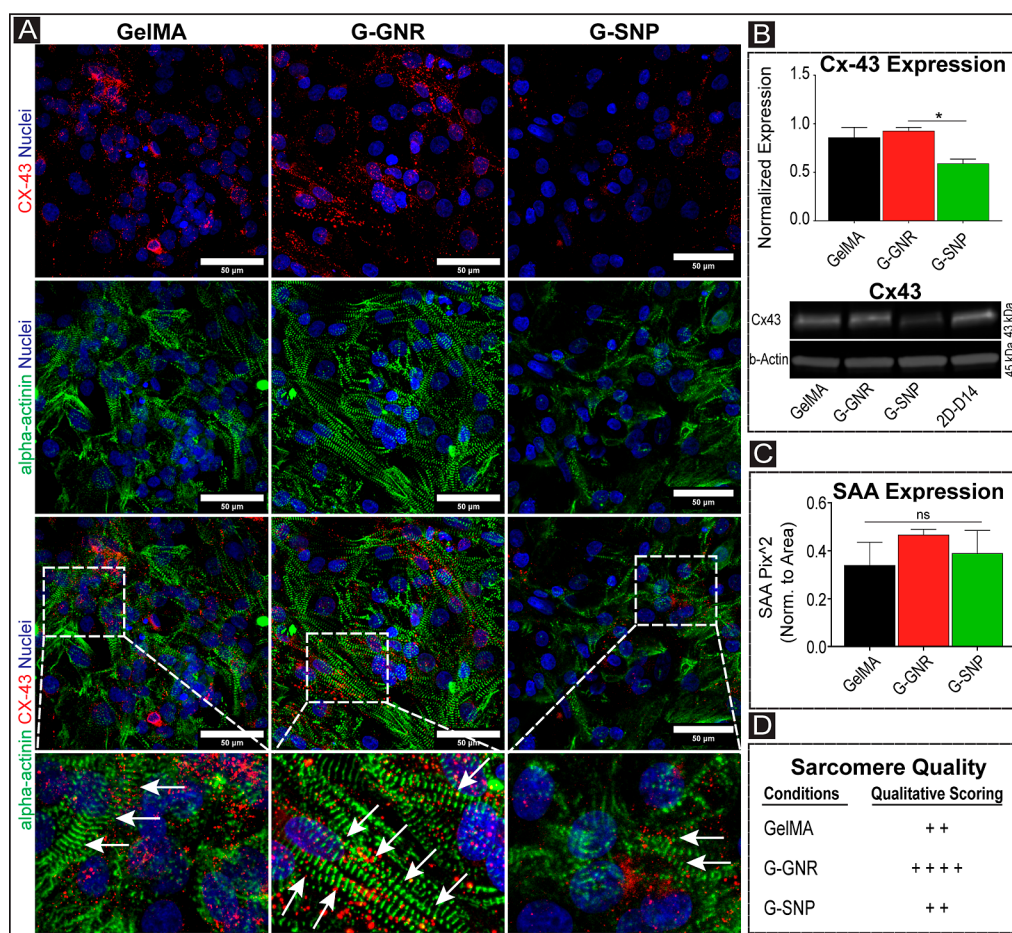 A
GelMA
G-GNR
G-SNP
CX-43 Nuclei
50 µm
50 µm
50 µm
alpha-actinin Nuclei
50 µm
50 µm
50 µm
alpha-actinin CX-43 Nuclei
50 µm
50 µm
50 µm
B
Cx-43 Expression
Normalized Expression
1.5
1.0
0.5
0.0
*
GelMA
G-GNR
G-SNP
Cx43
Cx43
43 kDa
b-Actin
45 kDa
GelMA
G-GNR
G-SNP
2D-D14
C
SAA Expression
SAA Pix^2
(Norm. to Area)
0.6
0.4
0.2
0.0
ns
GelMA
G-GNR
G-SNP
D
Sarcomere Quality
Conditions Qualitative Scoring
GelMA + +
G-GNR + + + +
G-SNP + +